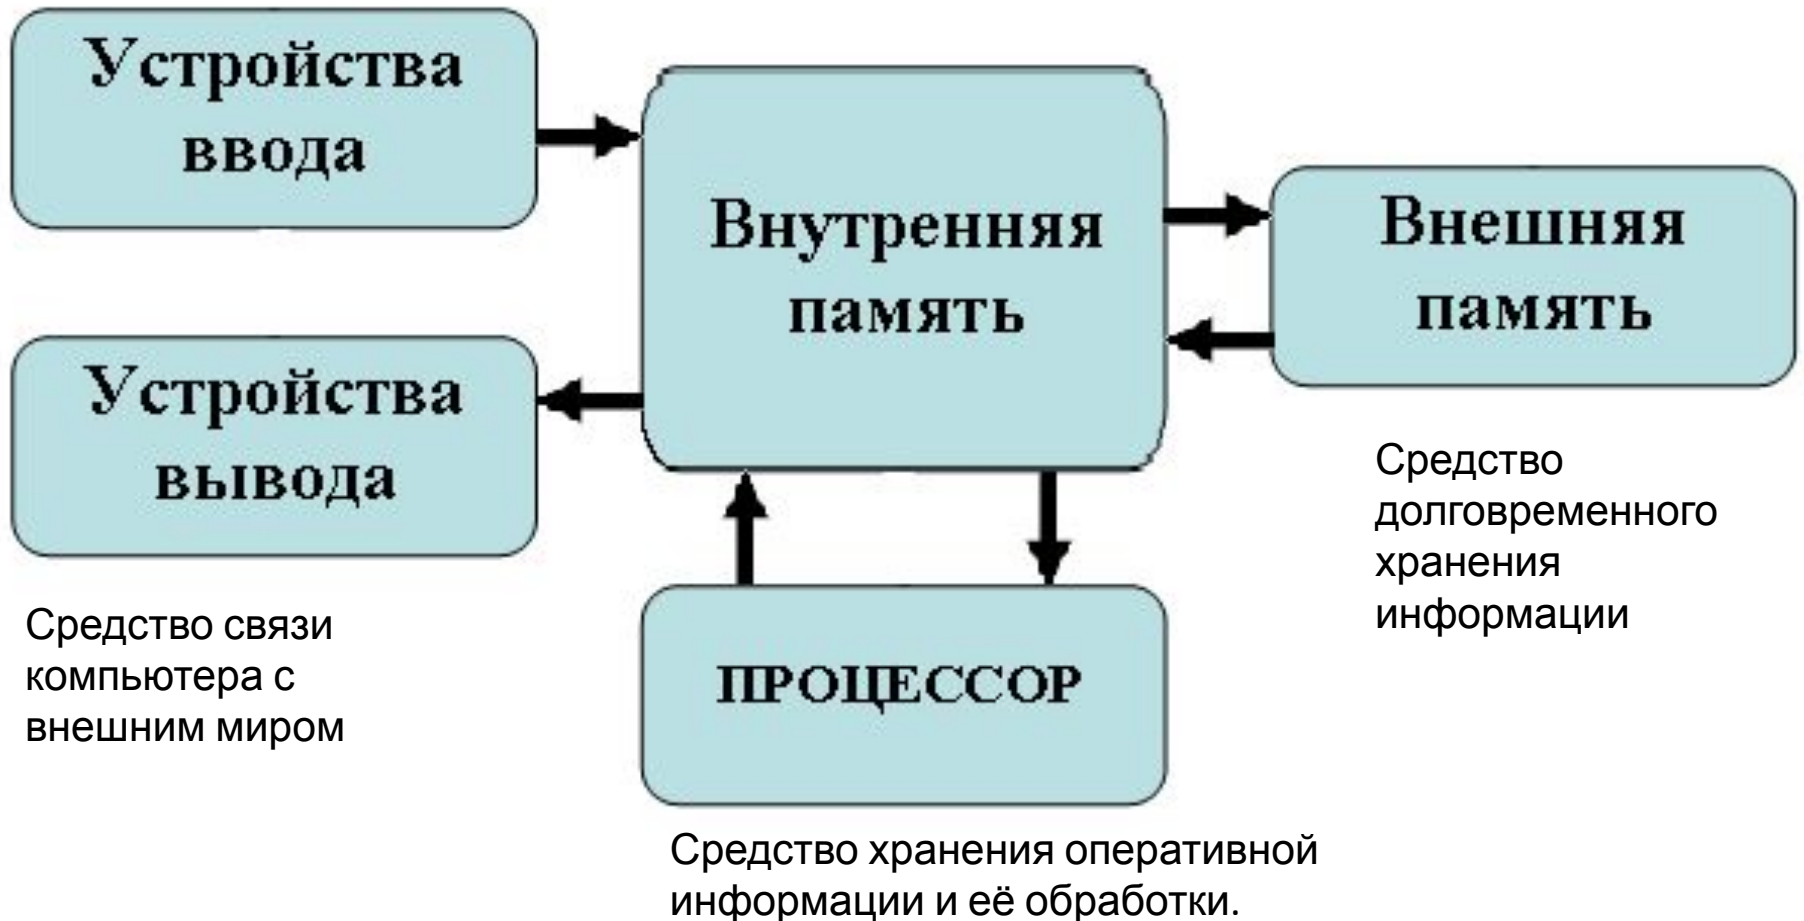 Устройства
ввода
Внутренняя
память
Внешняя
память
Устройства
вывода
Средство
долговременного
хранения
информации
Средство связи
компьютера с
внешним миром
ПРОЦЕССОР
Средство хранения оперативной
информации и её обработки.